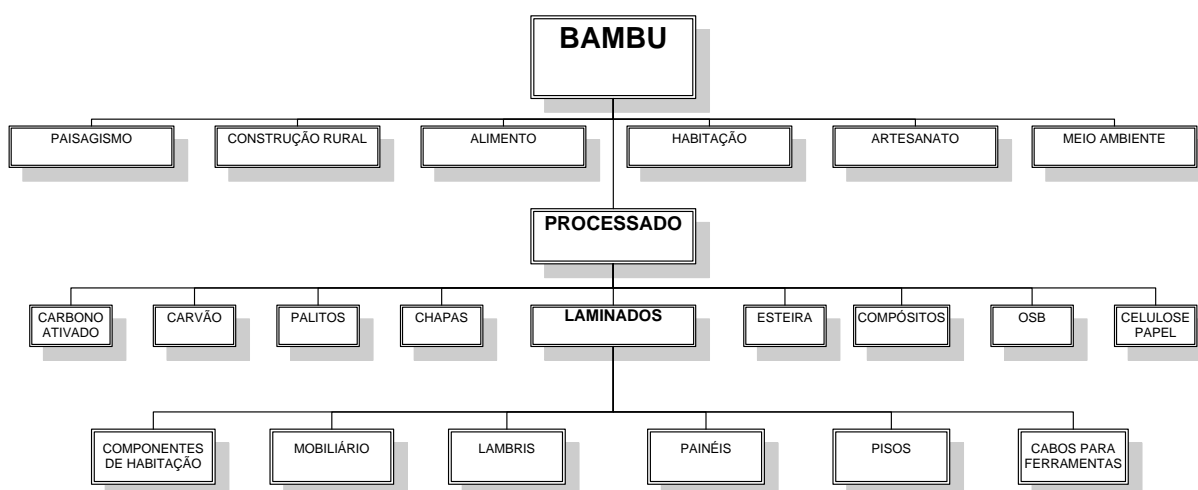 BAMBU
PAISAGISMO
CONSTRUÇÃO RURAL
ALIMENTO
HABITAÇÃO
ARTESANATO
MEIO AMBIENTE
PROCESSADO
CARBONO
ATIVADO
CARVÃO
PALITOS
CHAPAS
LAMINADOS
ESTEIRA
COMPÓSITOS
OSB
CELULOSE
PAPEL
COMPONENTES
DE HABITAÇÃO
MOBILIÁRIO
LAMBRIS
PAINÉIS
PISOS
CABOS PARA
FERRAMENTAS